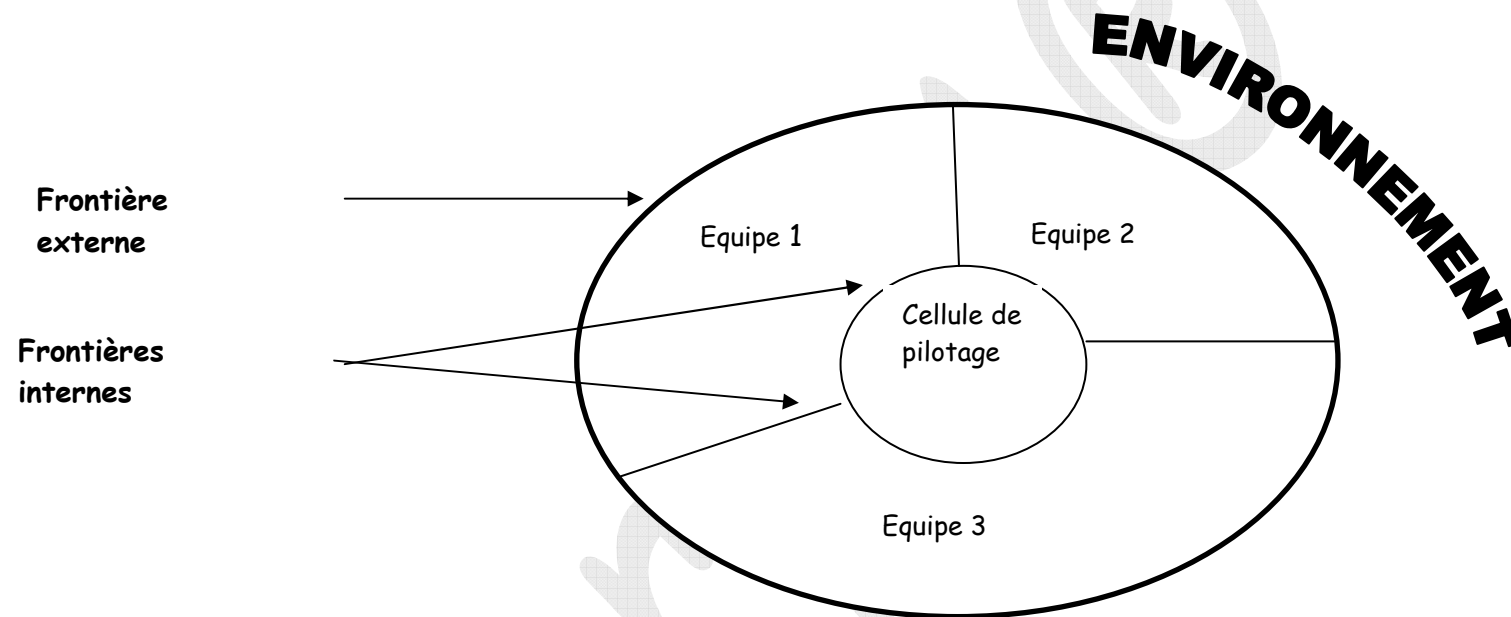 ENVIRONNEMENT
Frontière
externe
Equipe 1
Equipe 2
Frontières
internes
Cellule de
pilotage
Equipe 3